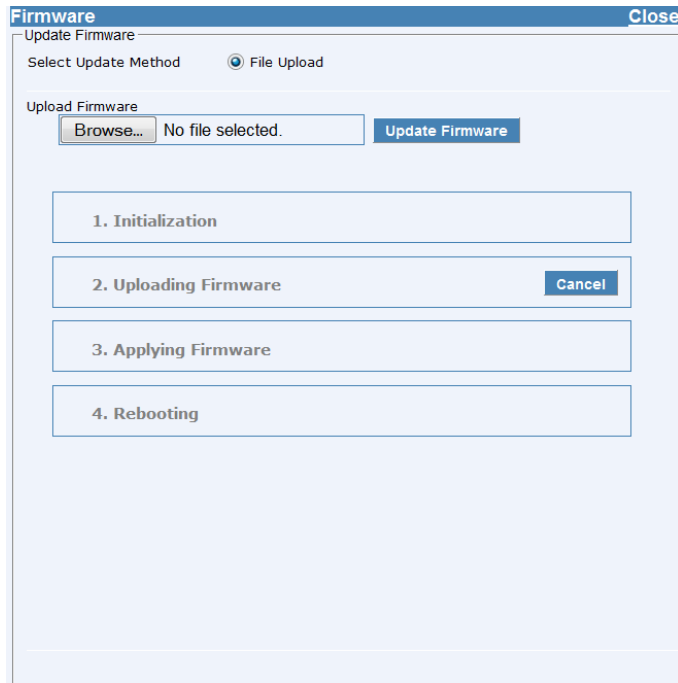 Firmware Close
Update Firmware
Select Update Method File Upload
Upload Firmware
Browse... No file selected. Update Firmware
1. Initialization
2. Uploading Firmware Cancel
3. Applying Firmware
4. Rebooting